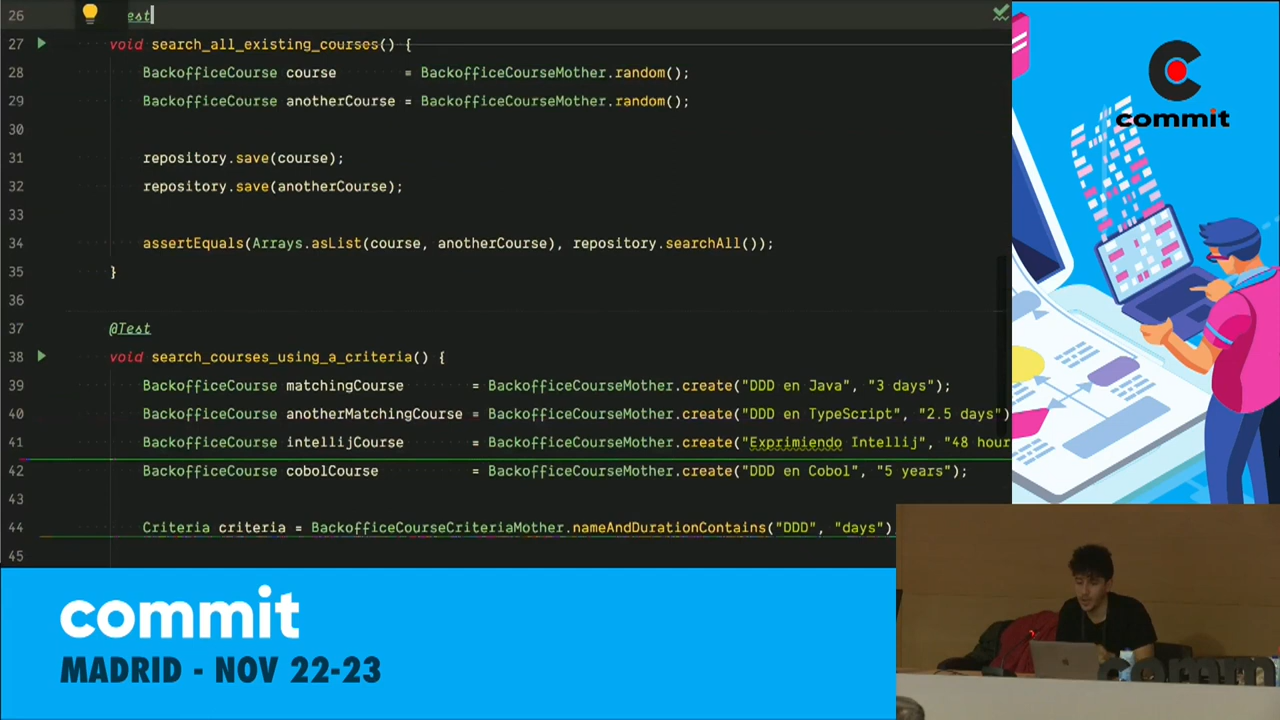 26 est
27 void search_all_existing_courses() {
28 BackofficeCourse course = BackofficeCourseMother.random();
29 BackofficeCourse anotherCourse = BackofficeCourseMother.random();
30
31 repository.save(course);
32 repository.save(anotherCourse);
33
34 assertEquals(Arrays.asList(course, anotherCourse), repository.searchAll());
35 }
36
37 @Test
38 void search_courses_using_a_criteria() {
39 BackofficeCourse matchingCourse = BackofficeCourseMother.create("DDD en Java", "3 days");
40 BackofficeCourse anotherMatchingCourse = BackofficeCourseMother.create("DDD en TypeScript", "2.5 days")
41 BackofficeCourse intellijCourse = BackofficeCourseMother.create("Exprimiendo Intellij", "48 hour
42 BackofficeCourse cobolCourse = BackofficeCourseMother.create("DDD en Cobol", "5 years");
43
44 Criteria criteria = BackofficeCourseCriteriaMother.nameAndDurationContains("DDD", "days")
45
commit
commit
MADRID - NOV 22-23
comm